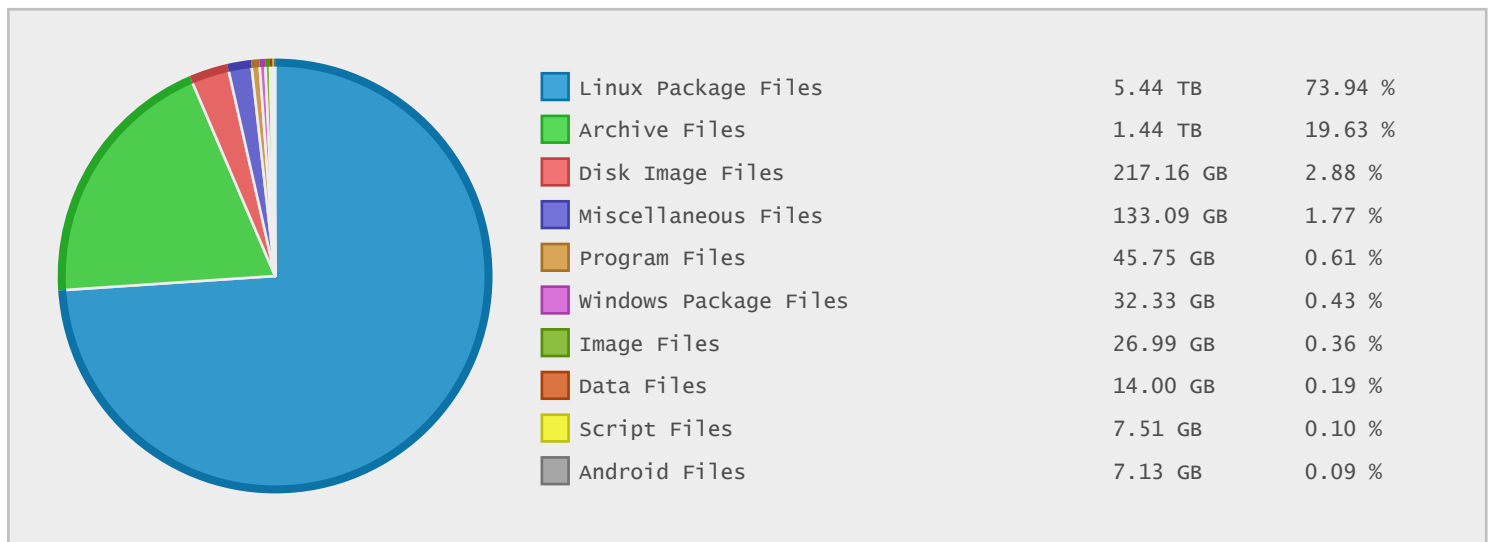 Linux Package Files 5.44 TB 73.94 %
Archive Files 1.44 TB 19.63 %
Disk Image Files 217.16 GB 2.88 %
Miscellaneous Files 133.09 GB 1.77 %
Program Files 45.75 GB 0.61 %
Windows Package Files 32.33 GB 0.43 %
Image Files 26.99 GB 0.36 %
Data Files 14.00 GB 0.19 %
Script Files 7.51 GB 0.10 %
Android Files 7.13 GB 0.09 %